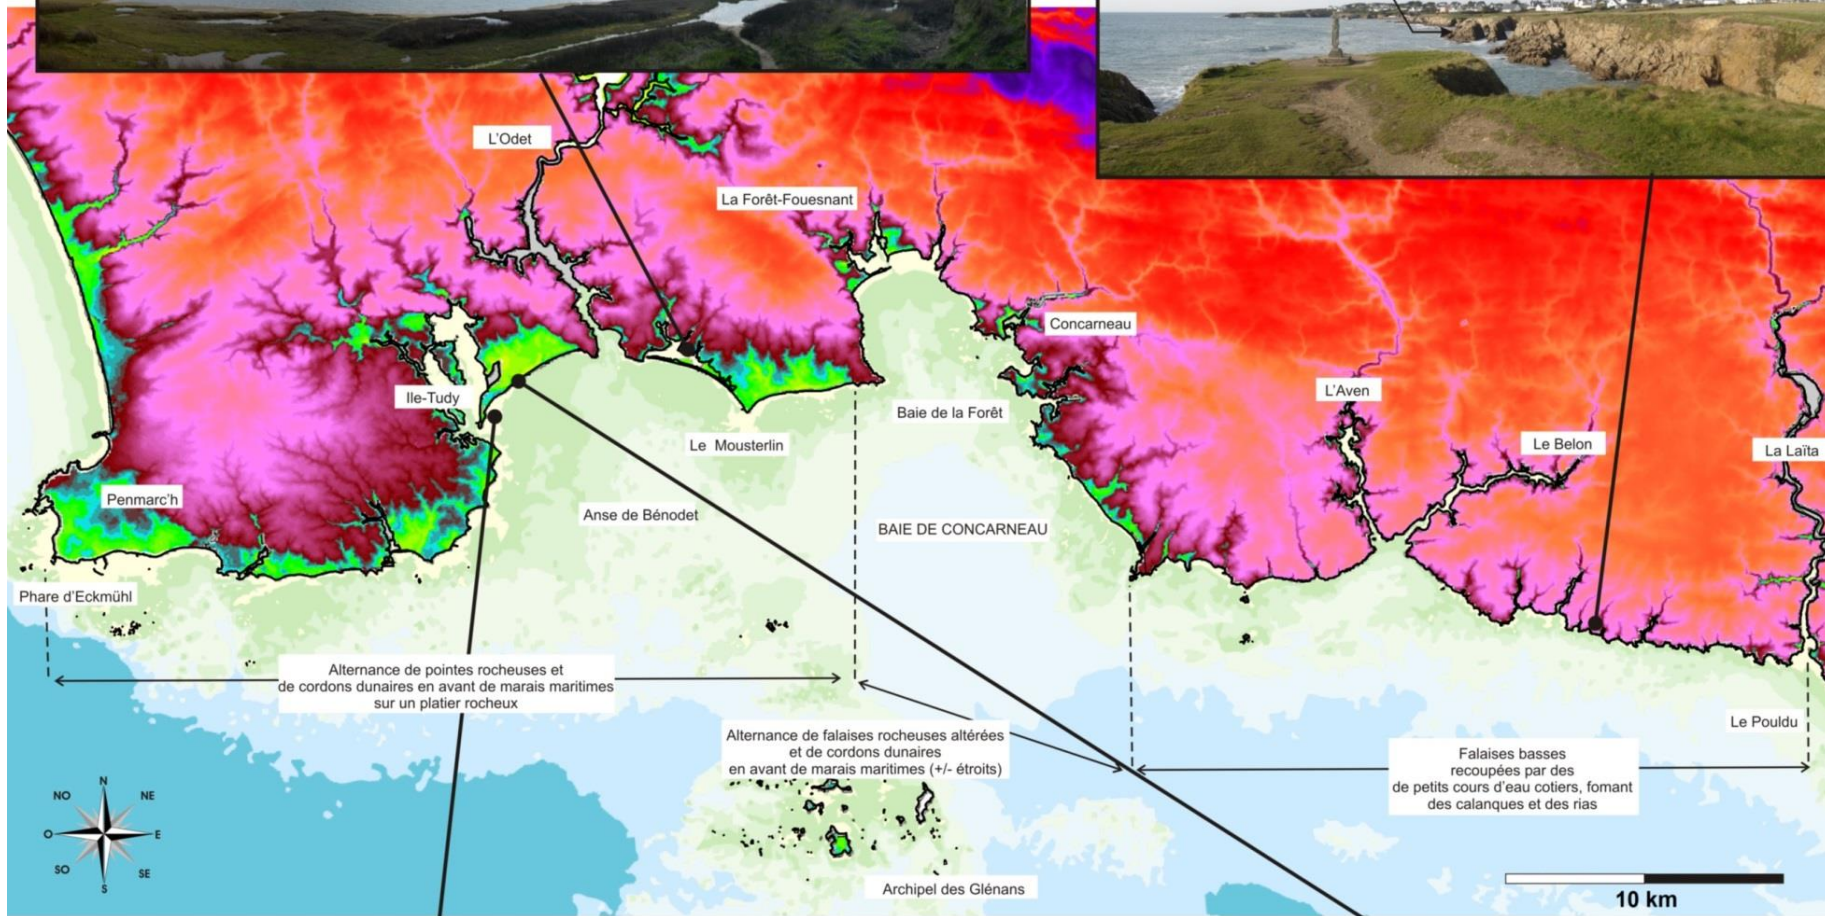 L'Odet
La Forêt-Fouesnant
Concarneau
L'Aven
Ile-Tudy
Baie de la Forêt
Le Mousterlin
Le Belon
La Laïta
Penmarc'h
Anse de Bénodet
BAIE DE CONCARNEAU
Phare d'Eckmühl
Alternance de pointes rocheuses et
de cordons dunaires en avant de marais maritimes
sur un platier rocheux
Le Pouldu
Alternance de falaises rocheuses altérées
et de cordons dunaires
en avant de marais maritimes (+/- étroits)
Falaises basses
recoupées par des
de petits cours d'eau cotiers, fomant
des calanques et des rias
N
NO
NE
O
E
SO
SE
S
Archipel des Glénans
10 km